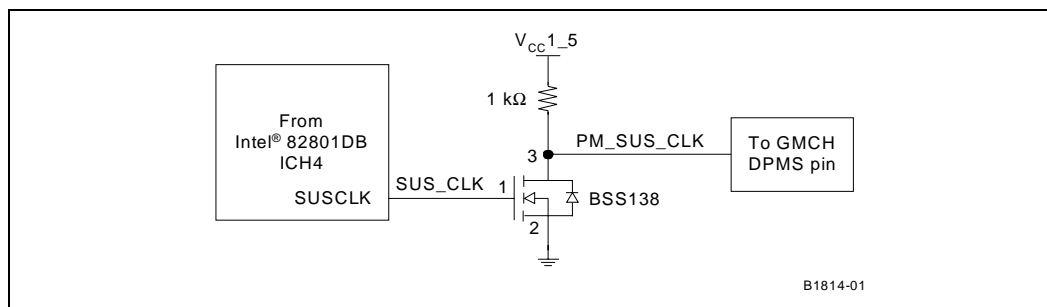 V_CC1_5
1 kΩ
From
Intel® 82801DB
ICH4
SUSCLK
SUS_CLK
1
3
2
PM_SUS_CLK
BSS138
To GMCH
DPMS pin
B1814-01